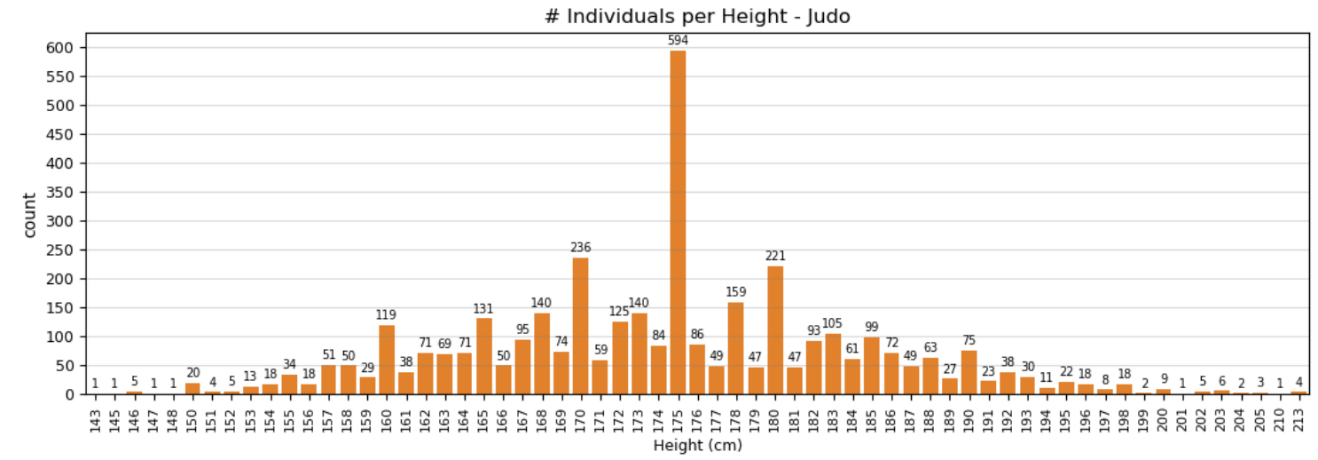 # Individuals per Height - Judo
600
550
500
450
400
350
300
250
200
150
100
50
0
count
1 1 5 1 1 20 4 5 13 18 34 18 51 50 29 119 38 71 69 71 131 50 95 140 74 236 59 125 140 84 594 86 49 159 47 221 47 93 105 61 99 72 49 63 27 75 23 38 30 11 22 18 8 18 2 9 1 5 6 2 3 1 4
143 145 146 147 148 150 151 152 153 154 155 156 157 158 159 160 161 162 163 164 165 166 167 168 169 170 171 172 173 174 175 176 177 178 179 180 181 182 183 184 185 186 187 188 189 190 191 192 193 194 195 196 197 198 199 200 201 202 203 204 205 210 213
Height (cm)